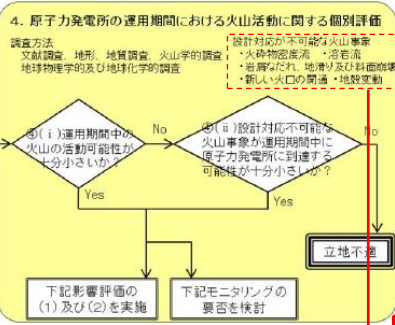 4. 原子力発電所の運用期間における火山活動に関する個別評価
調査方法
文献調査、地形、地質調査、火山学的調査
地球物理学的及び地球化学的調査
設計対応が不可能な火山事象
・火砕物密度流 ・溶岩流
・岩屑なだれ、地滑り及び斜面崩壊
・新しい火口の開通 ・地殻変動
④(ⅰ)運用期間中の
火山の活動可能性が
十分小さいか?
No
Yes
④(ⅱ)設計対応不可能な
火山事象が運用期間中に
原子力発電所に到達する
可能性が十分小さいか?
No
Yes
立地不適
下記影響評価の
(1)及び(2)を実施
下記モニタリングの
要否を検討